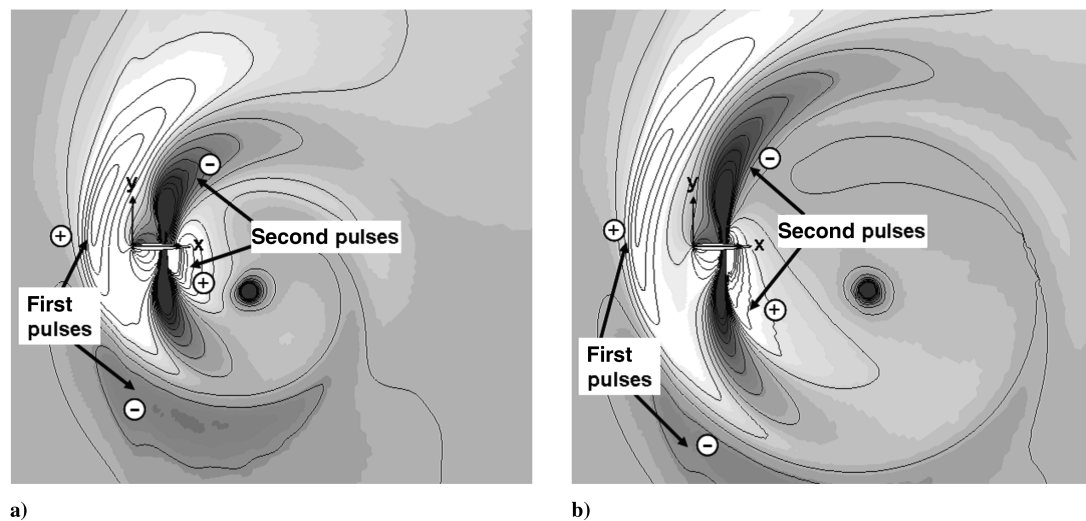 y
x
+
−
Second pulses
+
First
pulses
−
a)
y
x
+
−
Second pulses
+
First
pulses
−
b)